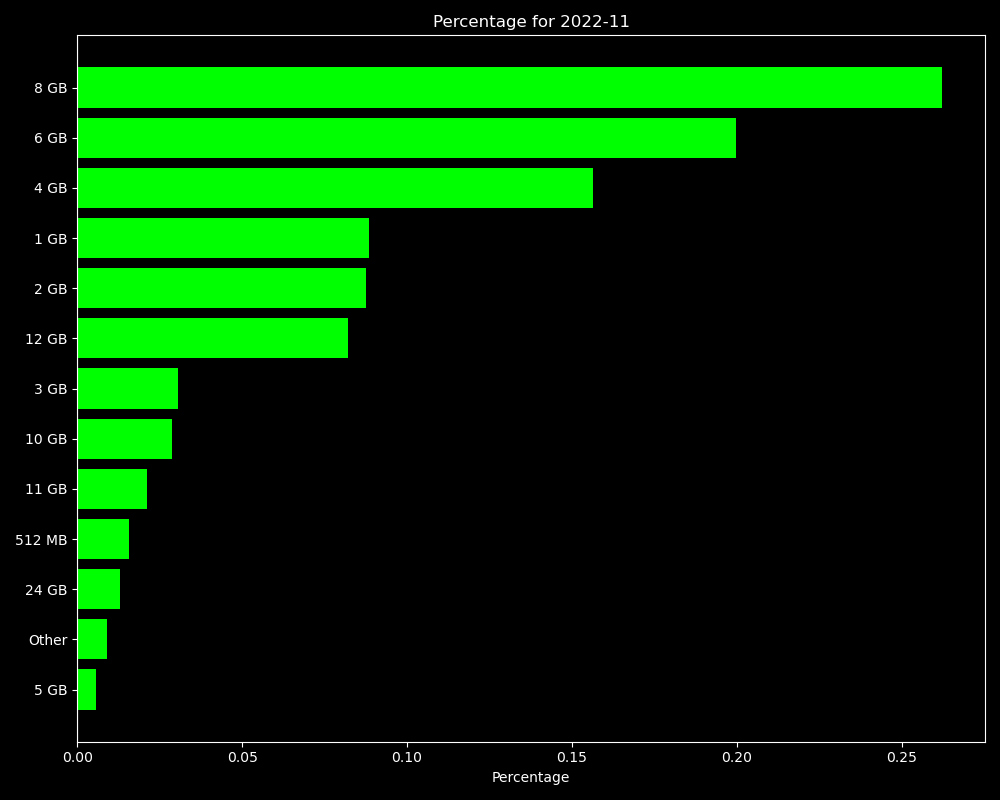 Percentage for 2022-11
8 GB
6 GB
4 GB
1 GB
2 GB
12 GB
3 GB
10 GB
11 GB
512 MB
24 GB
Other
5 GB
0.00 0.05 0.10 0.15 0.20 0.25
Percentage